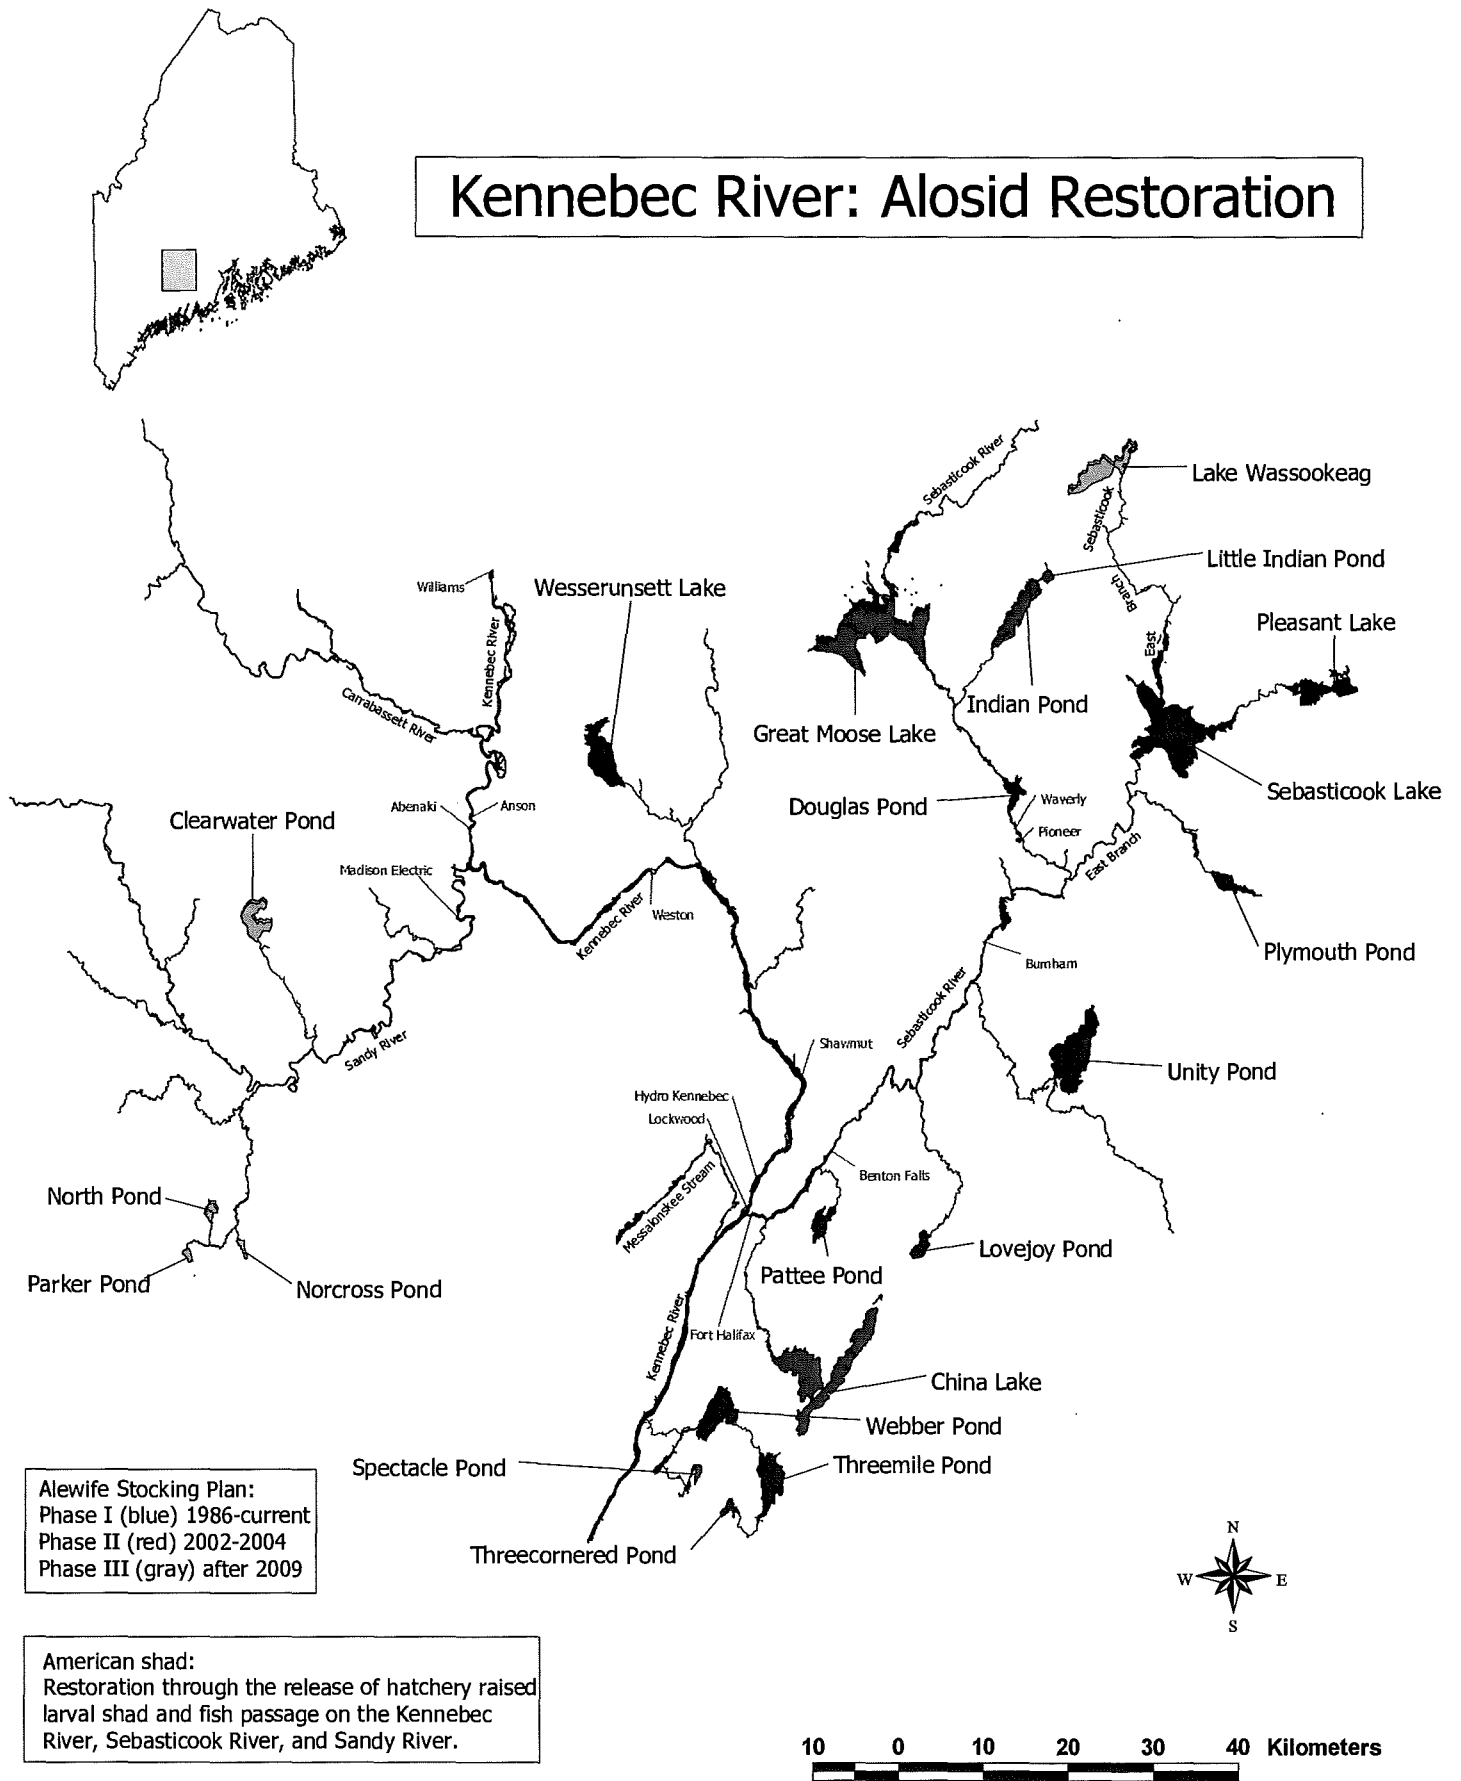 Kennebec River: Alosid Restoration
Sebasticook River
Lake Wassookeag
Sebasticook
Little Indian Pond
Williams
Wesserunsett Lake
Branch
Pleasant Lake
Kennebec River
East
Carrabassett River
Indian Pond
Great Moose Lake
Sebasticook Lake
Abenaki
Anson
Douglas Pond
Waverly
Clearwater Pond
Pioneer
Madison Electric
East Branch
Weston
Kennebec River
Plymouth Pond
Burnham
Sebasticook River
Sandy River
Shawmut
Unity Pond
Hydro Kennebec
Lockwood
Messalonskee Stream
Benton Falls
North Pond
Lovejoy Pond
Pattee Pond
Parker Pond
Norcross Pond
Kennebec River
Fort Halifax
China Lake
Webber Pond
Spectacle Pond
Threemile Pond
Threecornered Pond
Alewife Stocking Plan:
Phase I (blue) 1986-current
Phase II (red) 2002-2004
Phase III (gray) after 2009
N
W
E
S
American shad:
Restoration through the release of hatchery raised
larval shad and fish passage on the Kennebec
River, Sebasticook River, and Sandy River.
10 0 10 20 30 40 Kilometers